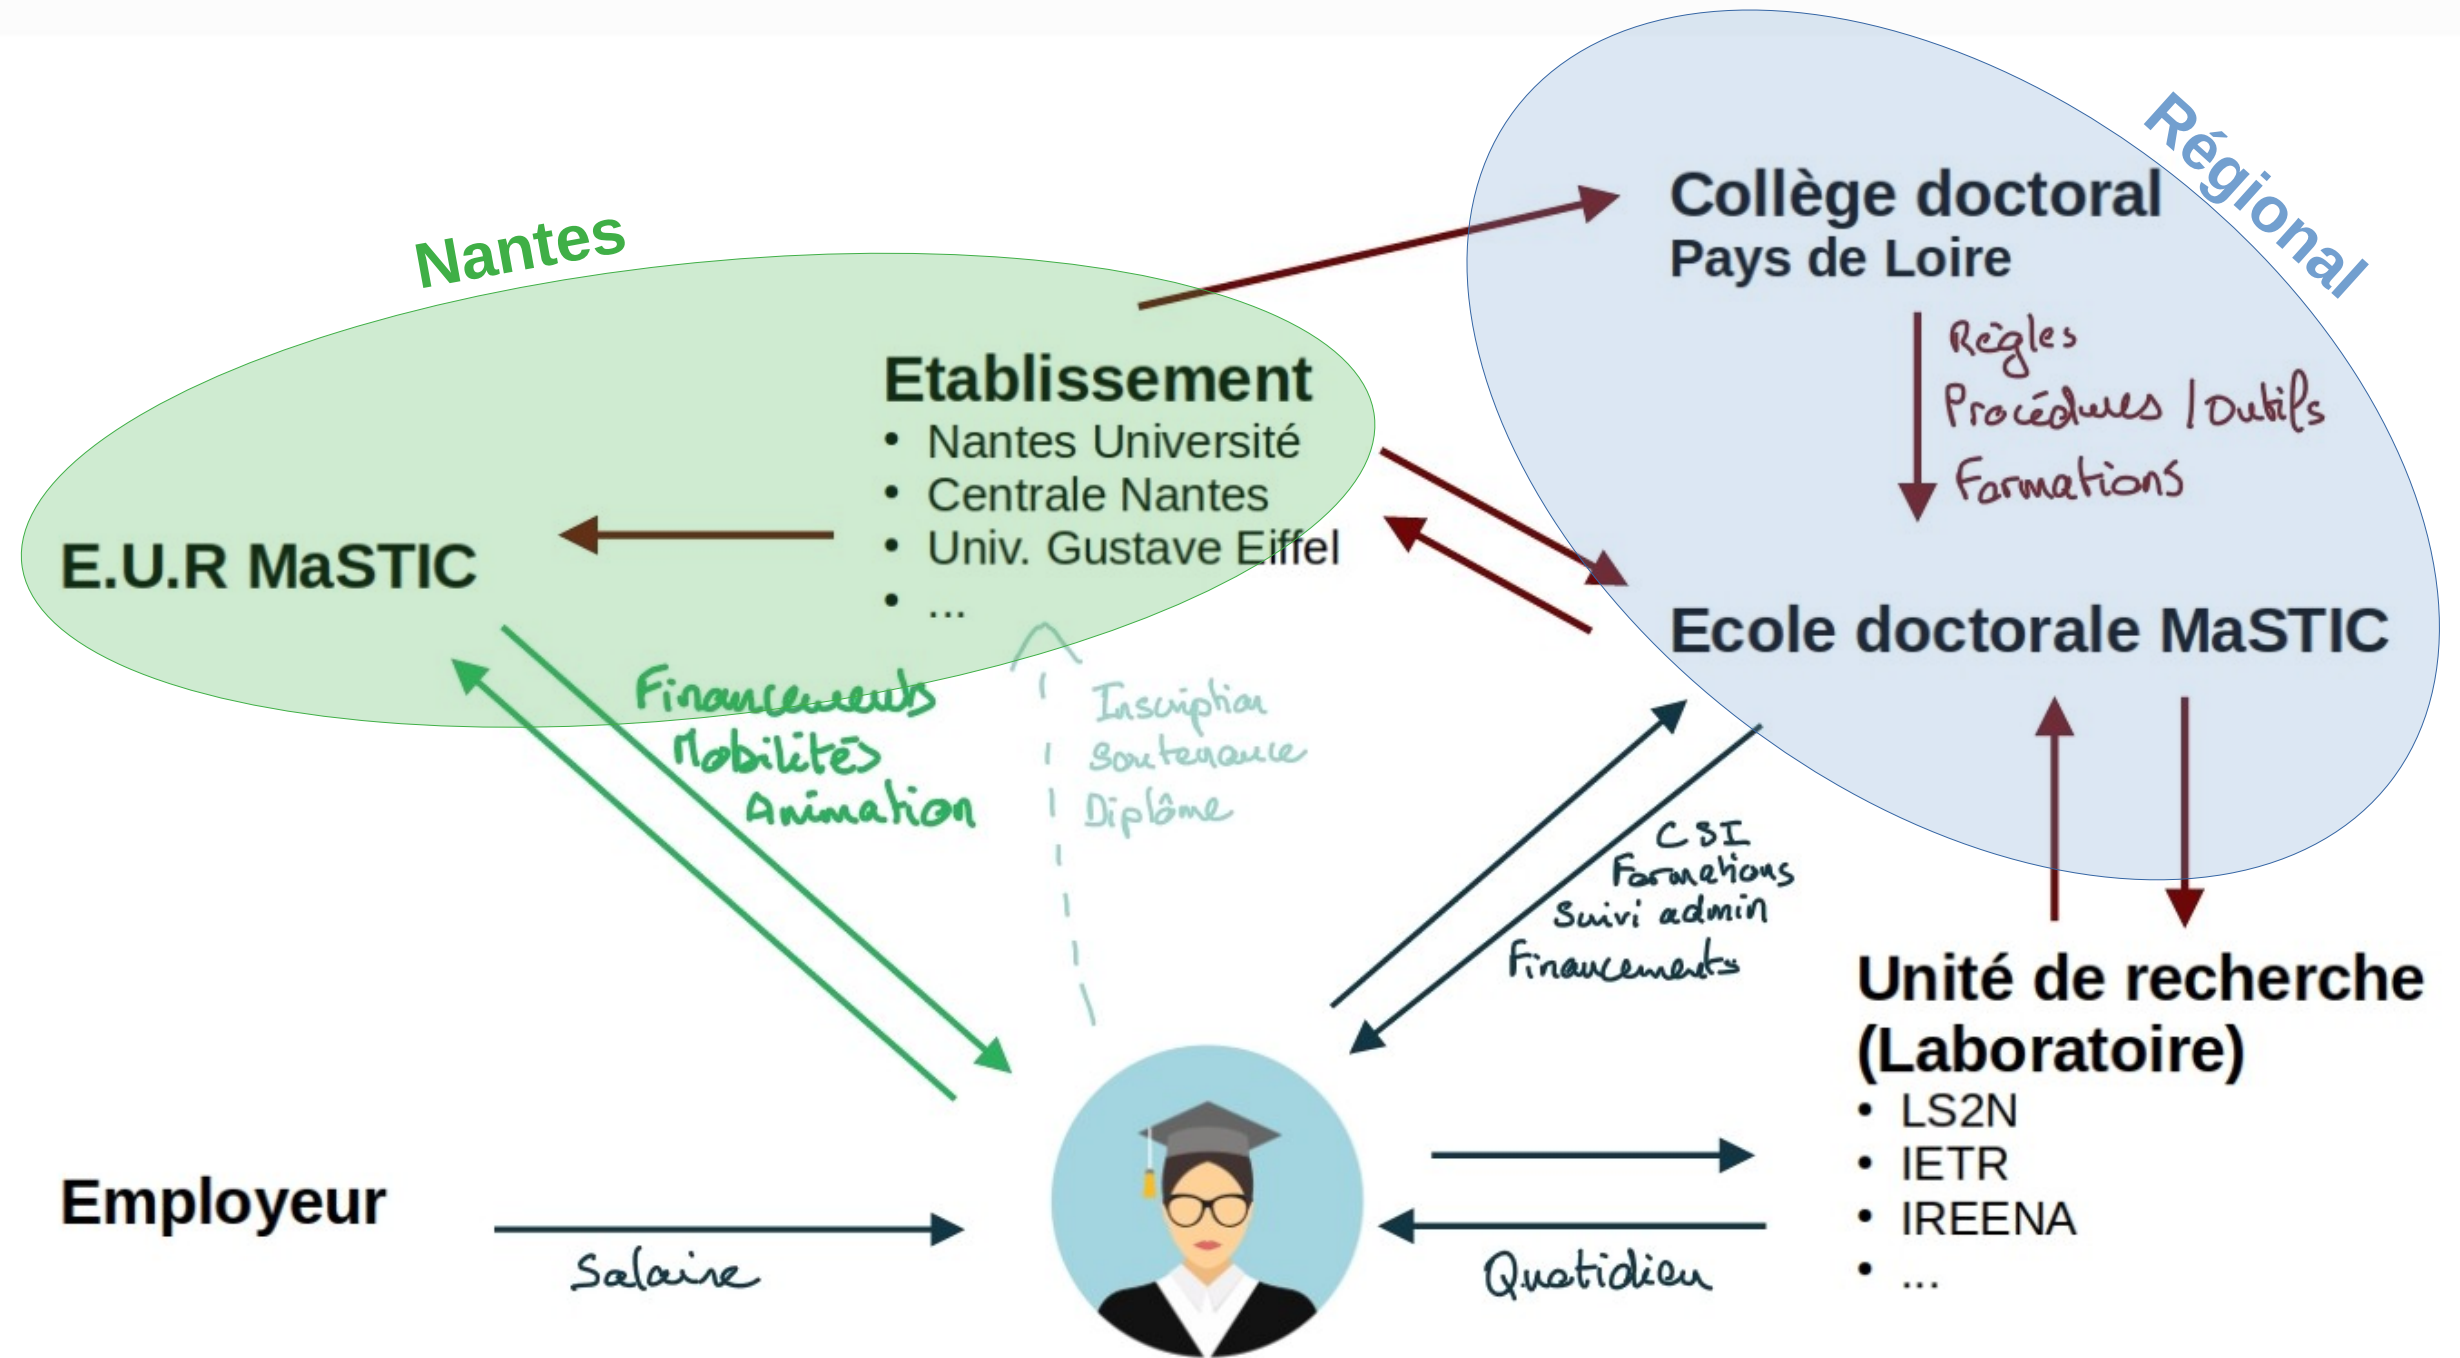 Nantes
Régional
Collège doctoral
Pays de Loire
Règles
Procédures / Outils
Formations
Etablissement
• Nantes Université
• Centrale Nantes
• Univ. Gustave Eiffel
• ...
E.U.R MaSTIC
Ecole doctorale MaSTIC
Financements
Mobilités
Animation
Inscription
Soutenance
Diplôme
CSI
Formations
Suivi admin
Financements
Unité de recherche
(Laboratoire)
• LS2N
• IETR
• IREENA
• ...
Employeur
Salaire
Quotidien